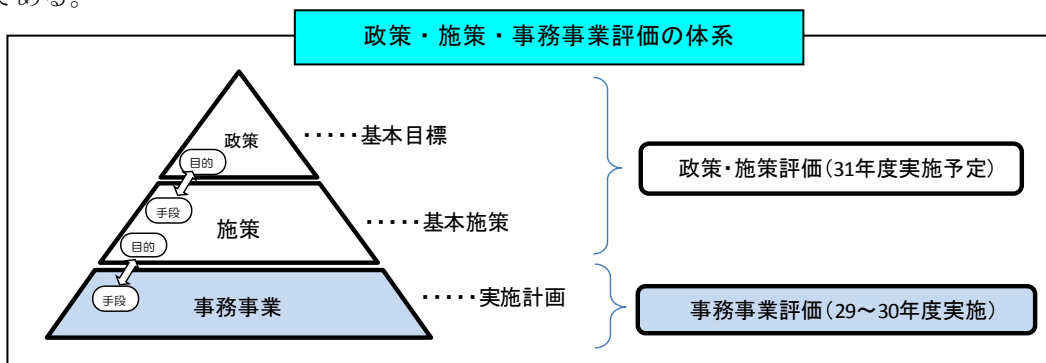 である。
政策・施策・事務事業評価の体系
政策
・・・・・基本目標
目的
手段
政策・施策評価(31年度実施予定)
施策
・・・・・基本施策
目的
手段
事務事業
・・・・・実施計画
事務事業評価(29～30年度実施)